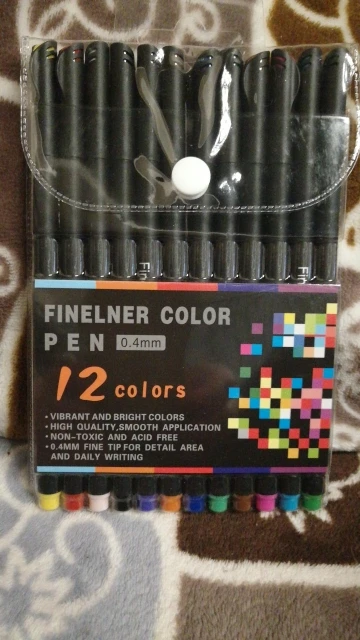 FINELNER COLOR
PEN 0.4mm
12 colors
• VIBRANT AND BRIGHT COLORS
• HIGH QUALITY,SMOOTH APPLICATION
• NON-TOXIC AND ACID FREE
• 0.4MM FINE TIP FOR DETAIL AREA
AND DAILY WRITING